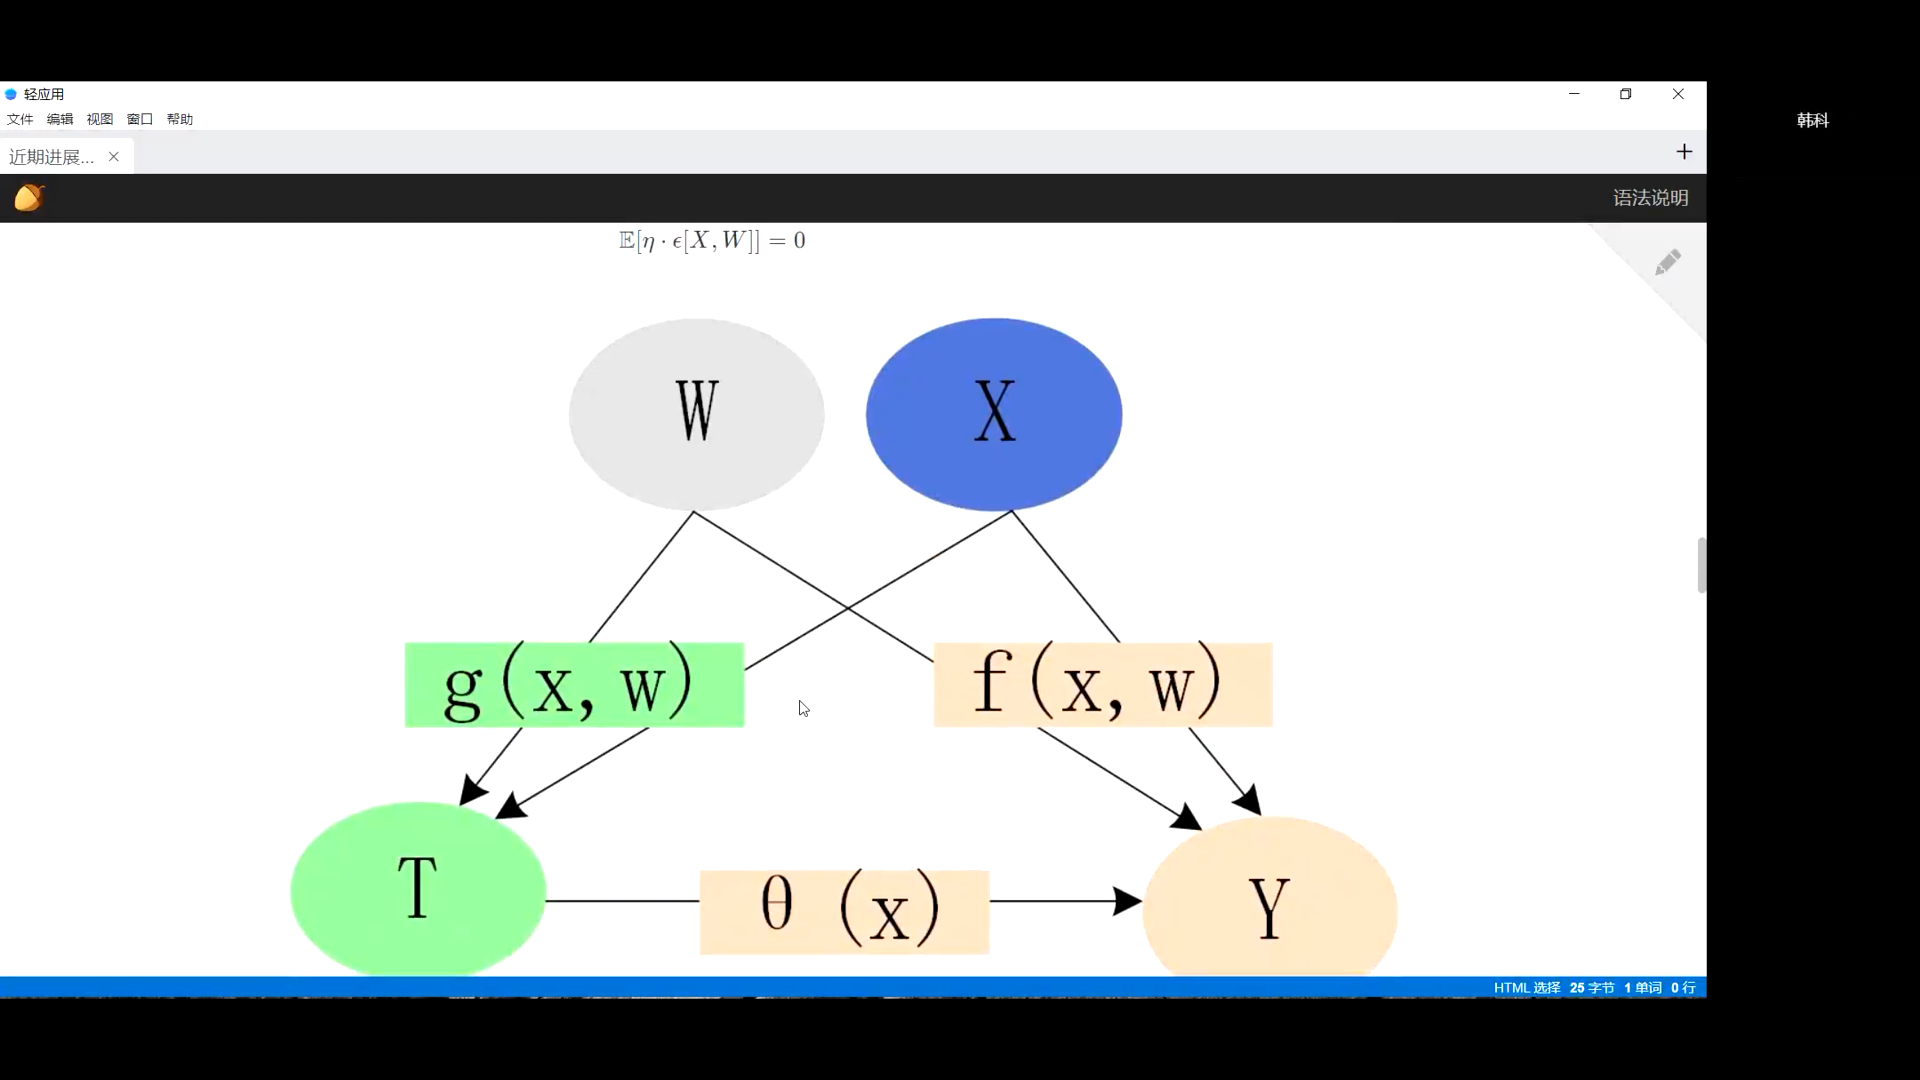 轻应用
韩科
文件 编辑 视图 窗口 帮助
近期进展...
语法说明
𝔼[η · ϵ[X, W]] = 0
W
X
g(x,w)
f(x,w)
T
θ (x)
Y
HTML 选择 25 字节 1 单词 0 行